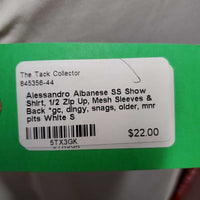 The Tack Collector
845356-44
Alessandro Albanese SS Show
Shirt, 1/2 Zip Up, Mesh Sleeves &
Back *gc, dingy, snags, older, mnr
pits White S
$22.00
5TX3GK